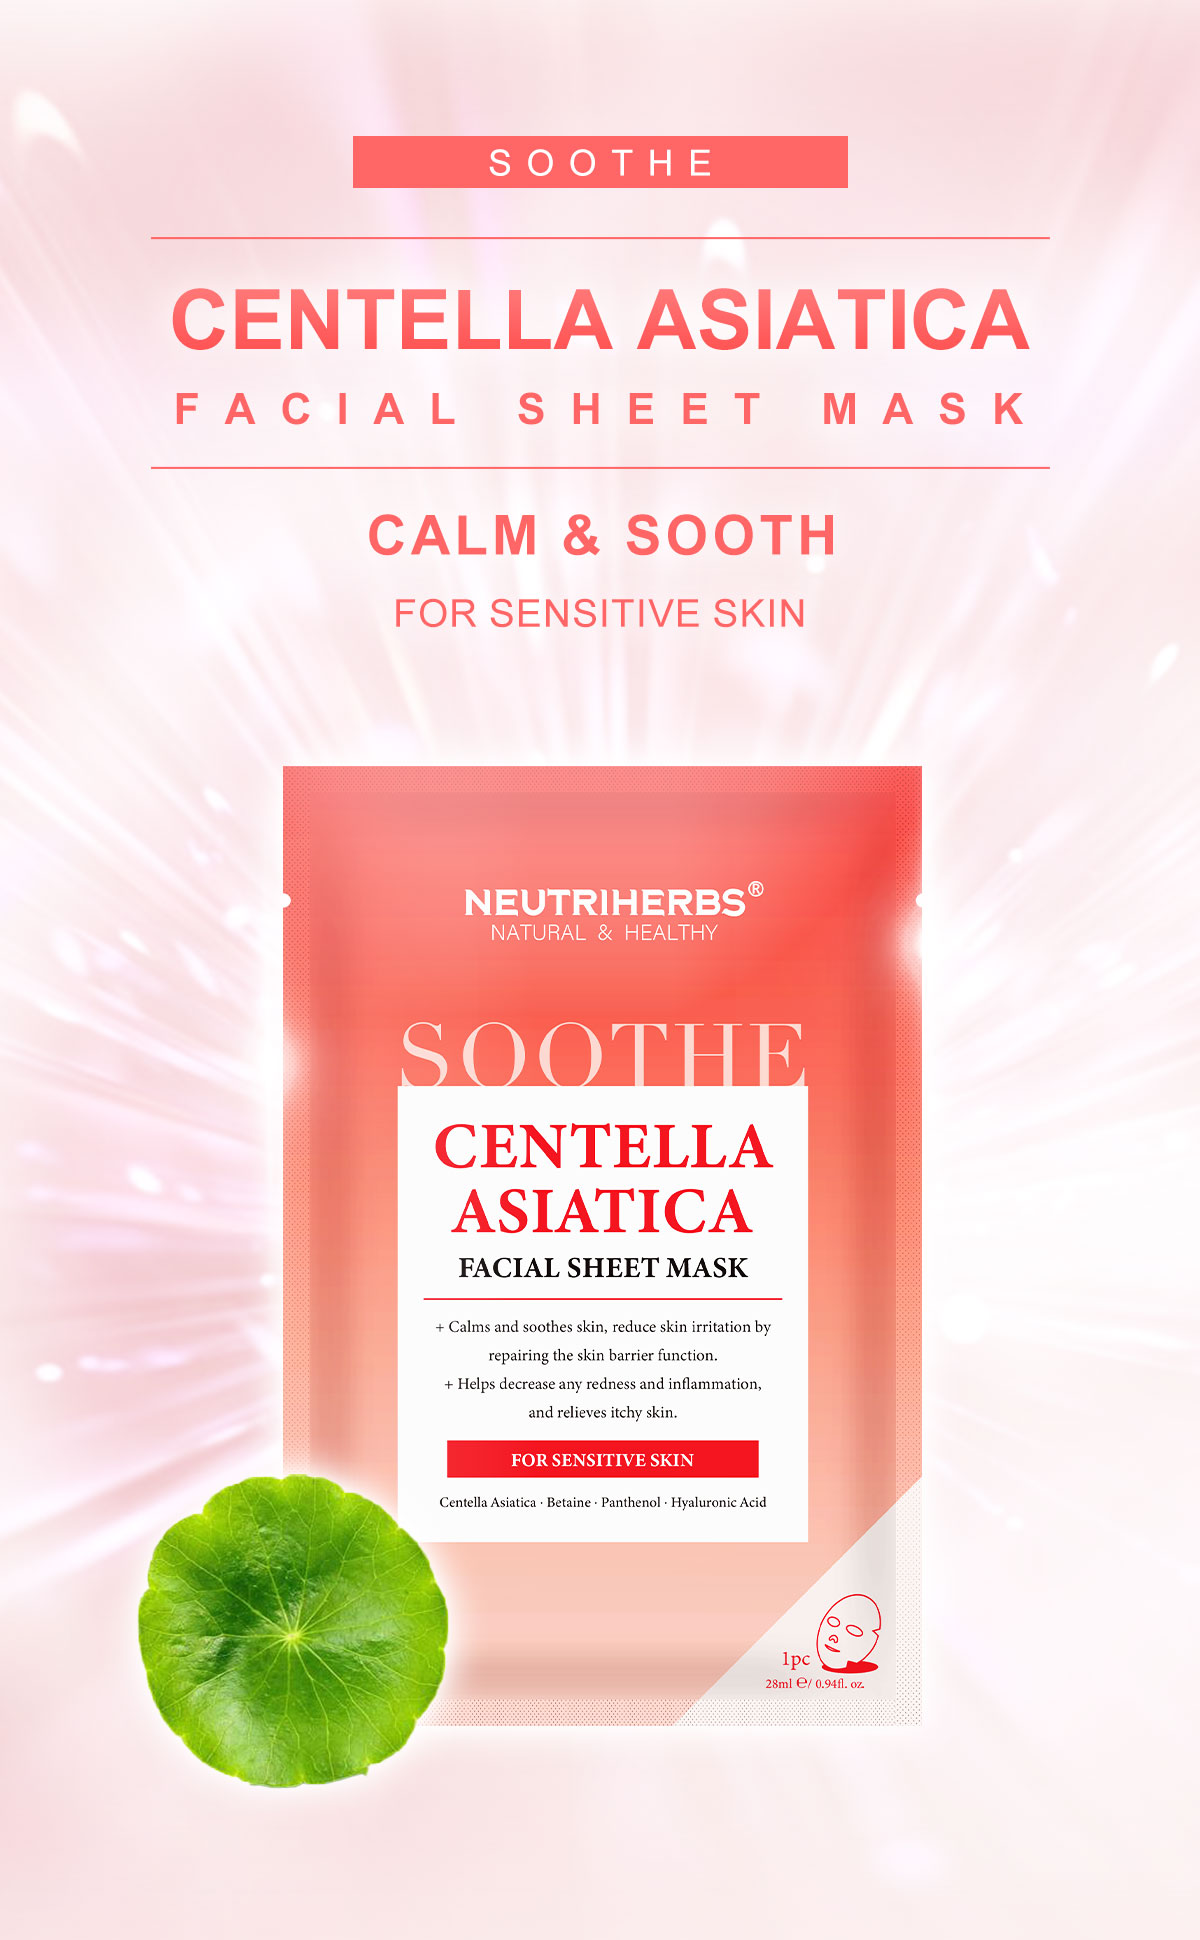 SOOTHE
CENTELLA ASIATICA
FACIAL SHEET MASK
CALM & SOOTH
FOR SENSITIVE SKIN
NEUTRIHERBS®
NATURAL & HEALTHY
SOOTHE
CENTELLA
ASIATICA
FACIAL SHEET MASK
+ Calms and soothes skin, reduce skin irritation by
repairing the skin barrier function.
+ Helps decrease any redness and inflammation,
and relieves itchy skin.
FOR SENSITIVE SKIN
Centella Asiatica · Betaine · Panthenol · Hyaluronic Acid
1pc
28ml ℮/ 0.94fl. oz.